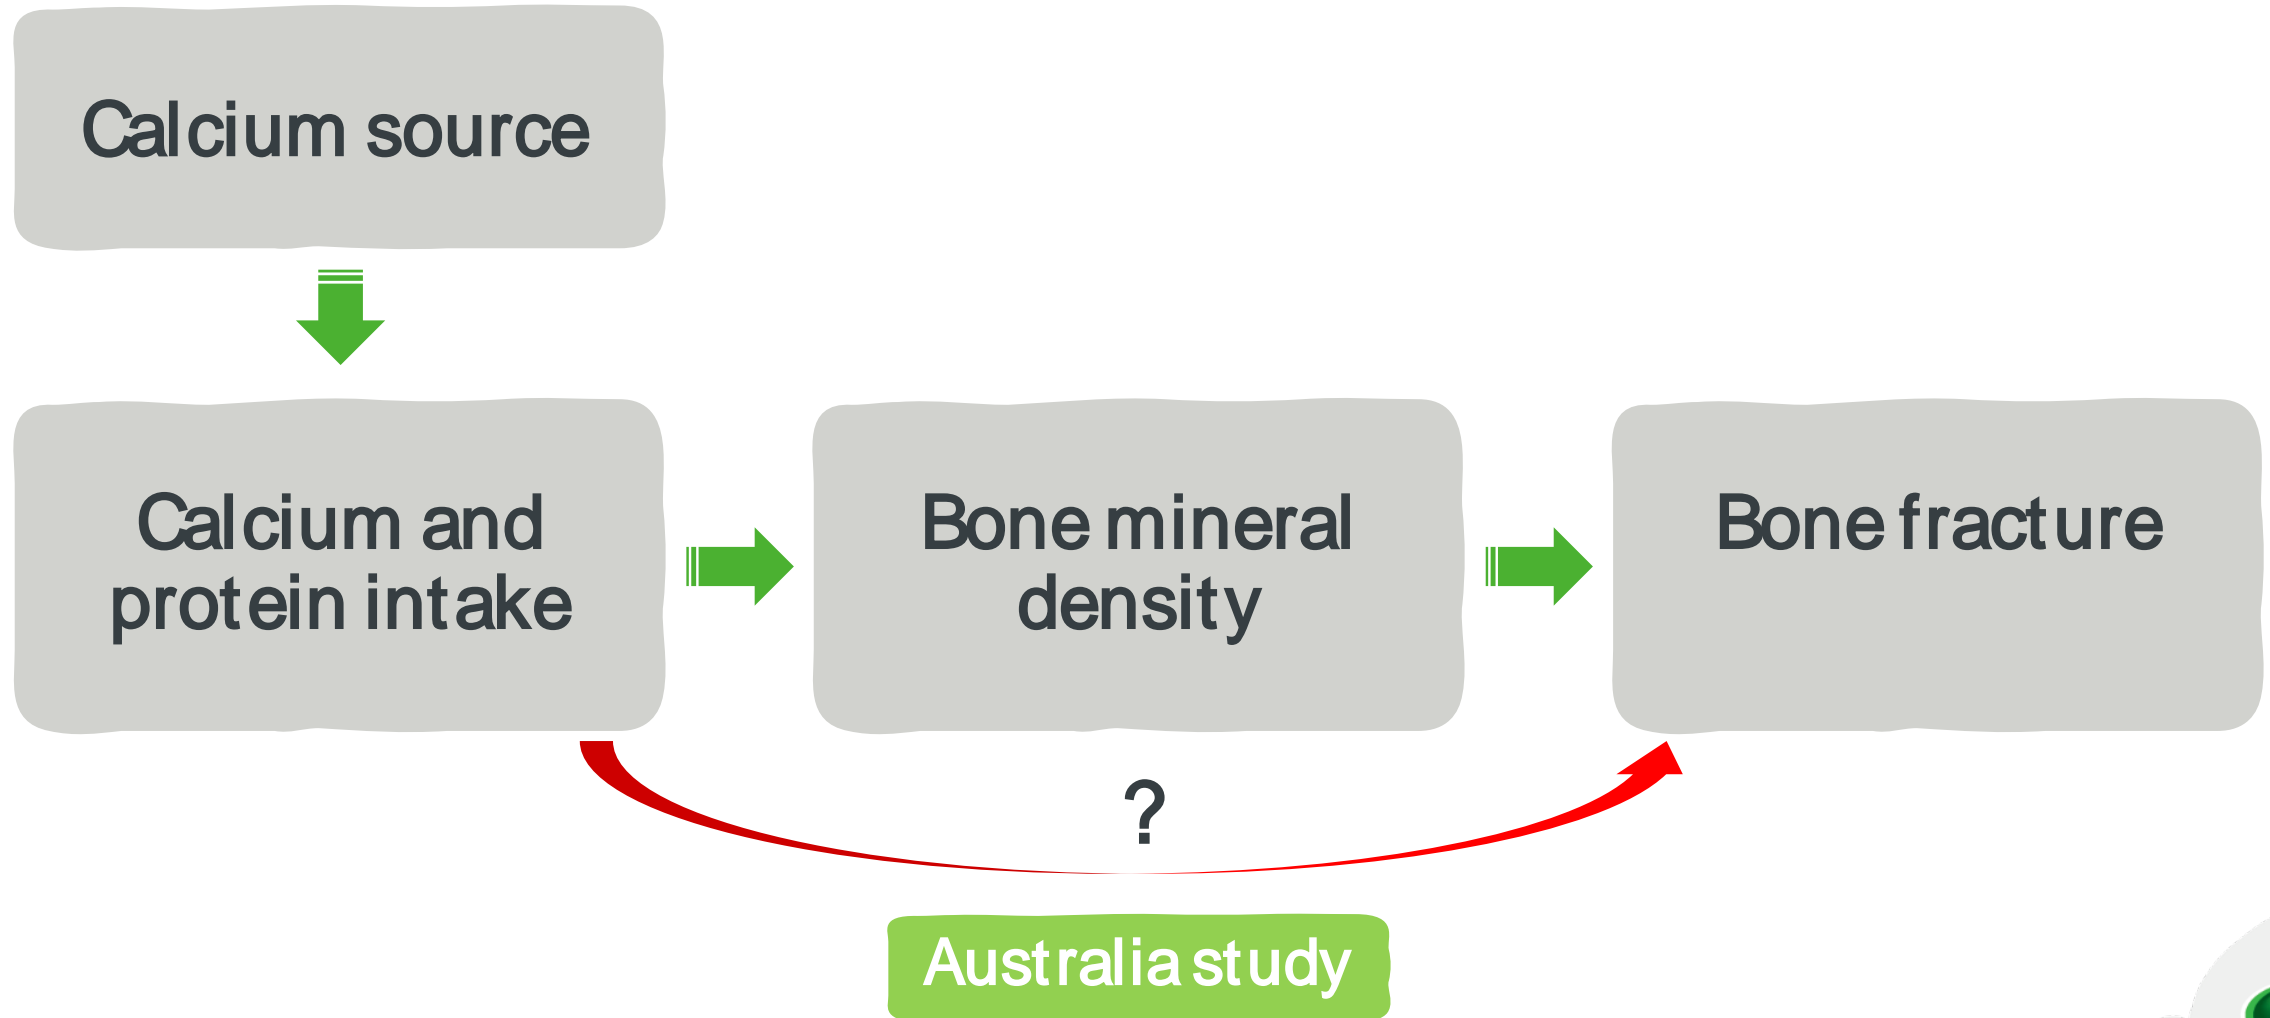 Calcium source
Calcium and
protein intake
Bone mineral
density
Bone fracture
?
Australia study